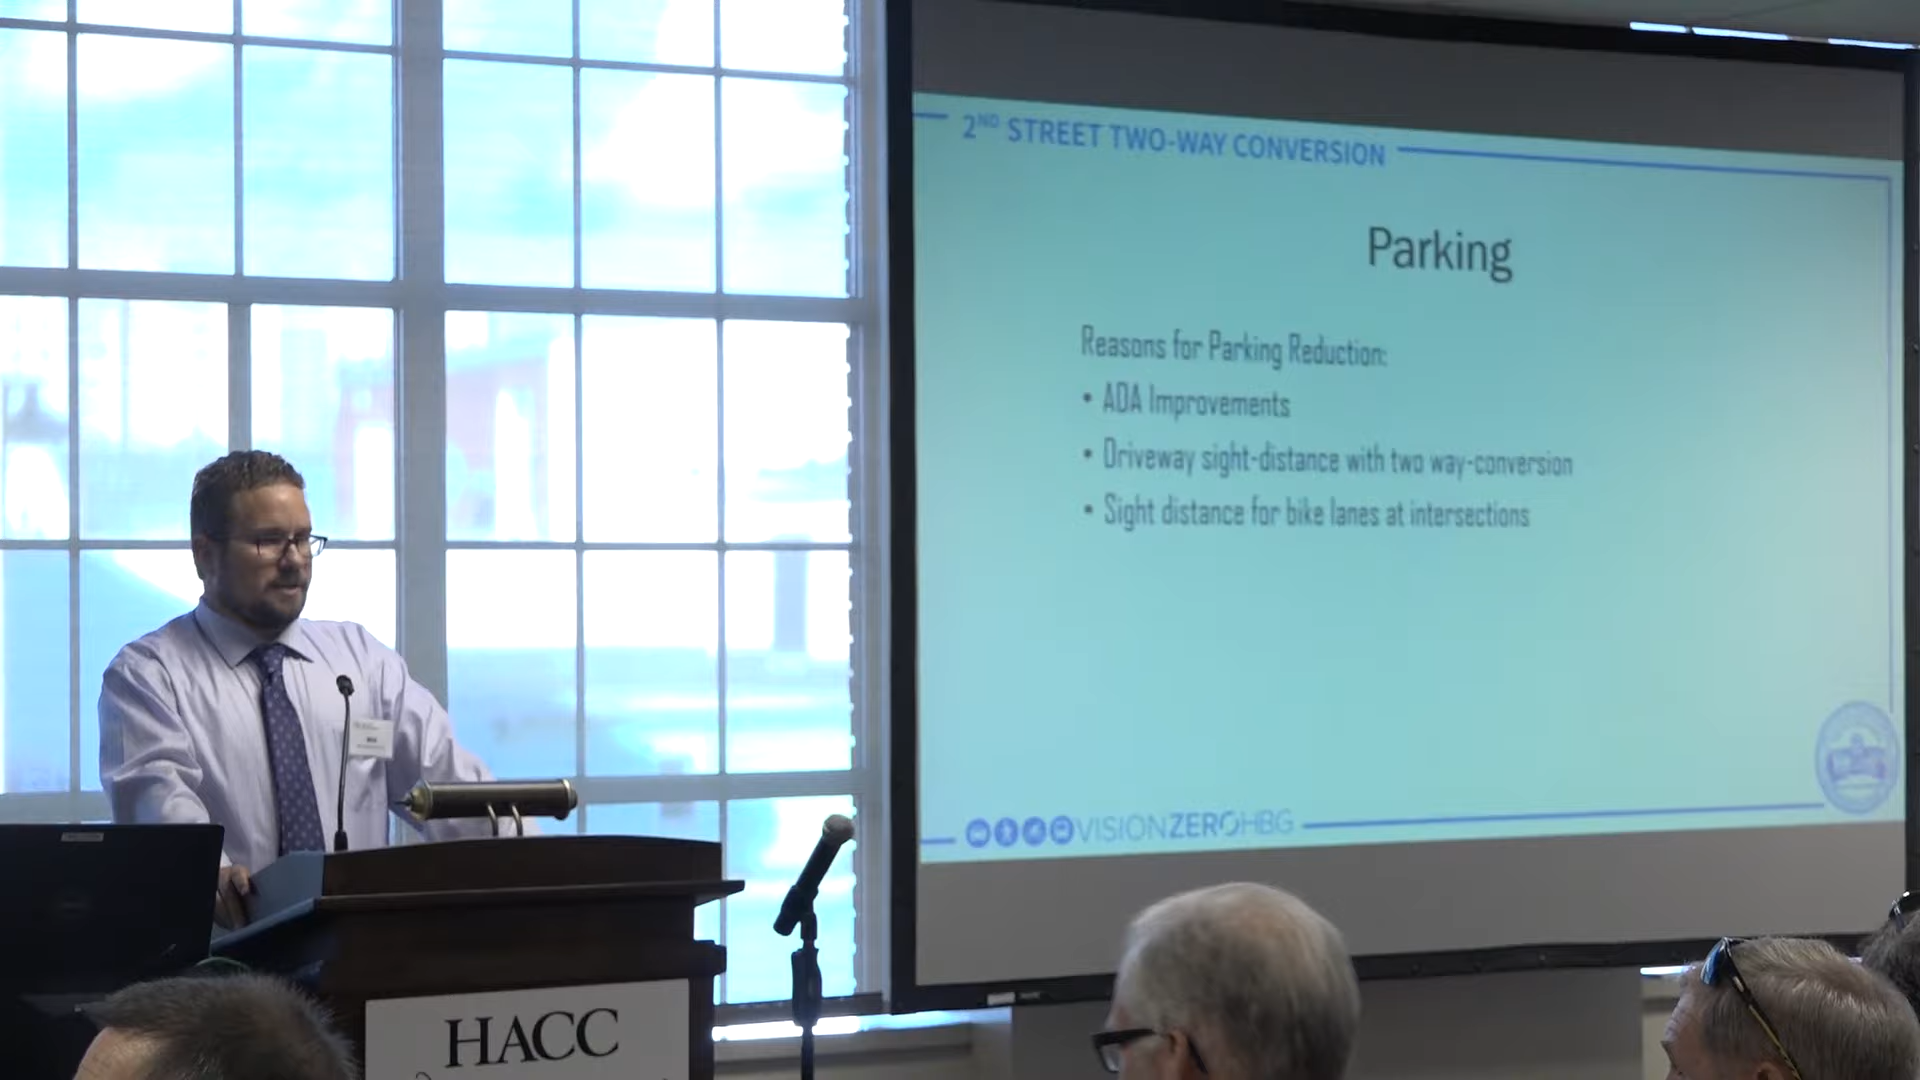 2ND STREET TWO-WAY CONVERSION
Parking
Reasons for Parking Reduction:
• ADA Improvements
• Driveway sight-distance with two way-conversion
• Sight distance for bike lanes at intersections
VISIONZEROHBG
HACC